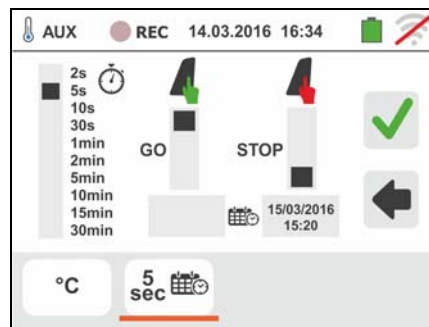 AUX REC 14.03.2016 16:34
2s
5s
10s
30s
1min
2min
5min
10min
15min
30min
GO
STOP
15/03/2016
15:20
°C
5
sec